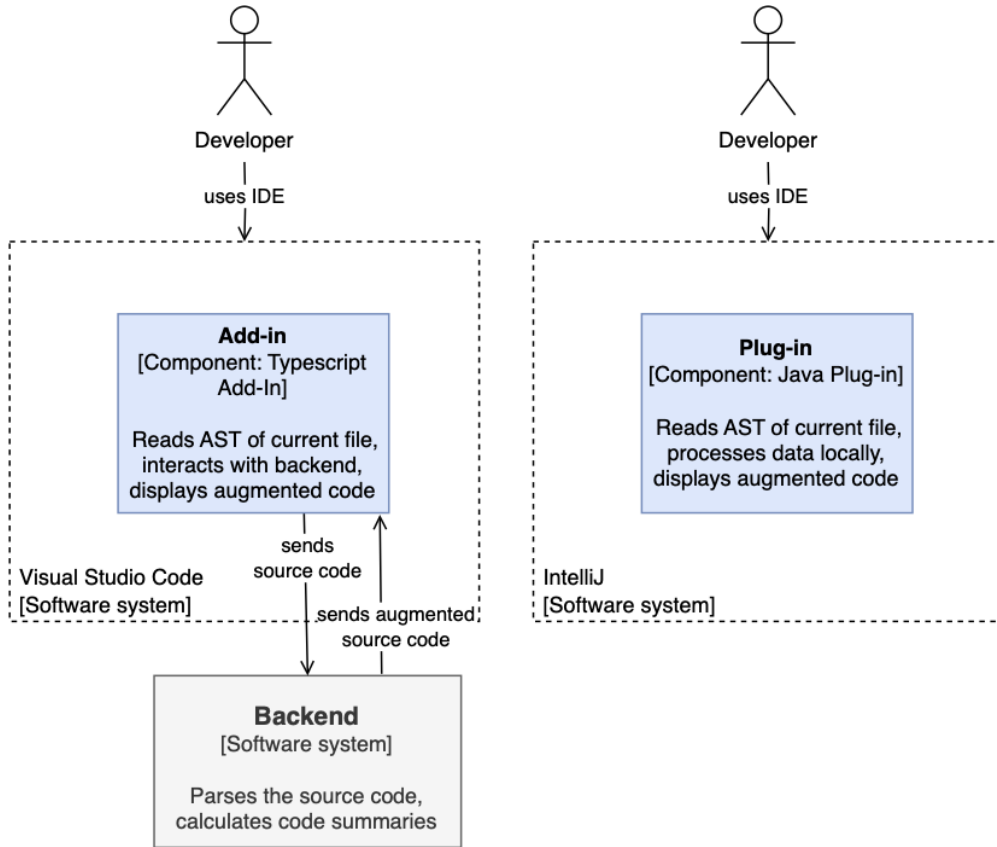 Developer
uses IDE
Add-in
[Component: Typescript
Add-In]
Reads AST of current file,
interacts with backend,
displays augmented code
sends
source code
Visual Studio Code
[Software system]
sends augmented
source code
Backend
[Software system]
Parses the source code,
calculates code summaries
Developer
uses IDE
Plug-in
[Component: Java Plug-in]
Reads AST of current file,
processes data locally,
displays augmented code
IntelliJ
[Software system]